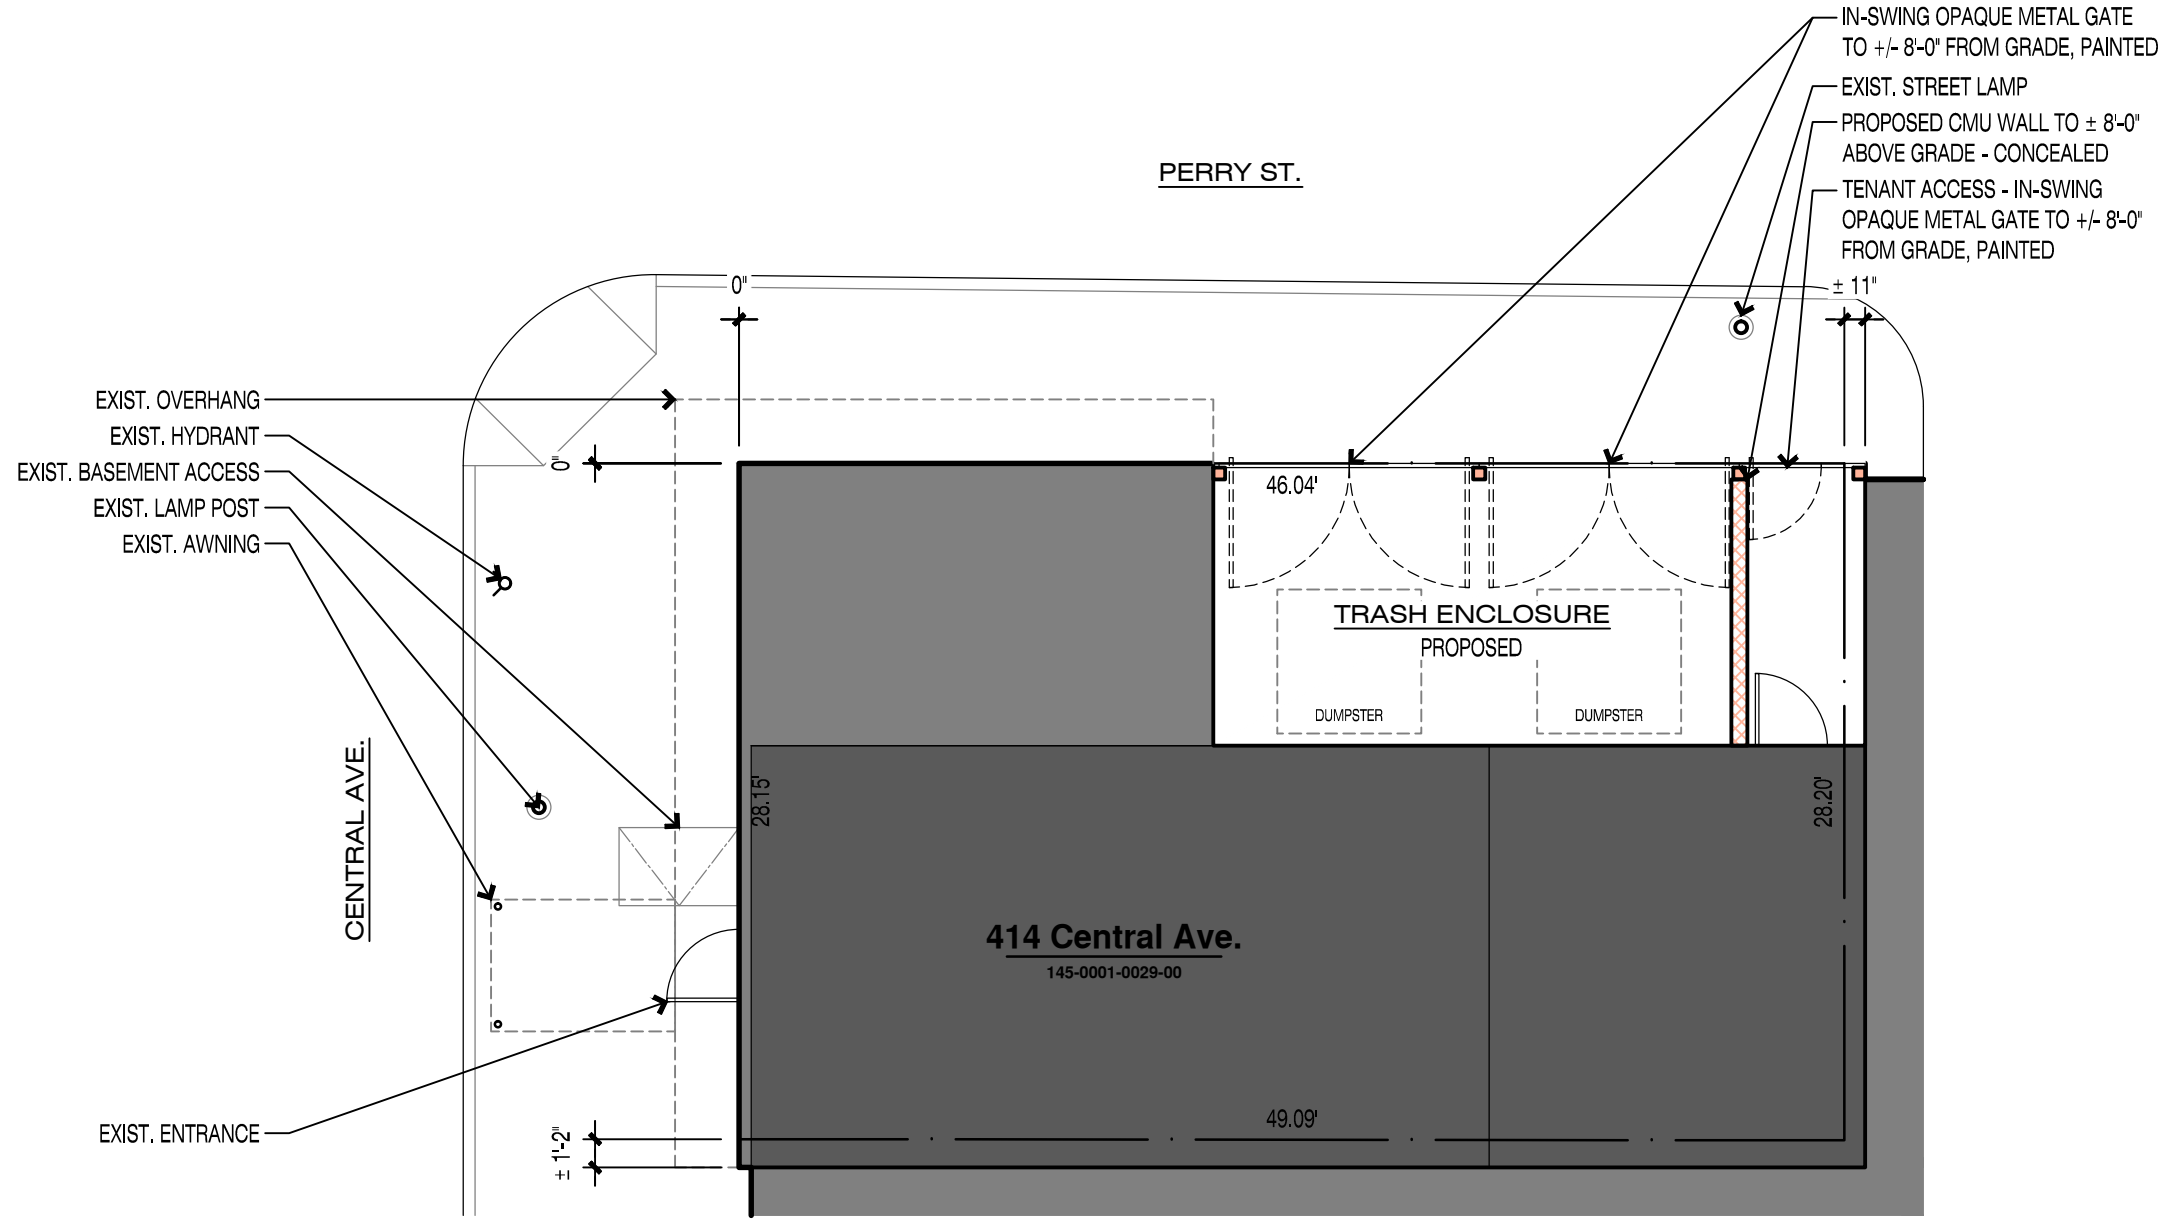 IN-SWING OPAQUE METAL GATE
TO +/- 8'-0" FROM GRADE, PAINTED
EXIST. STREET LAMP
PROPOSED CMU WALL TO ± 8'-0"
ABOVE GRADE - CONCEALED
TENANT ACCESS - IN-SWING
OPAQUE METAL GATE TO +/- 8'-0"
FROM GRADE, PAINTED
PERRY ST.
0"
± 11"
EXIST. OVERHANG
EXIST. HYDRANT
EXIST. BASEMENT ACCESS
EXIST. LAMP POST
EXIST. AWNING
0"
46.04'
TRASH ENCLOSURE
PROPOSED
DUMPSTER
DUMPSTER
CENTRAL AVE.
28.15'
28.20'
414 Central Ave.
145-0001-0029-00
EXIST. ENTRANCE
± 1'-2"
49.09'